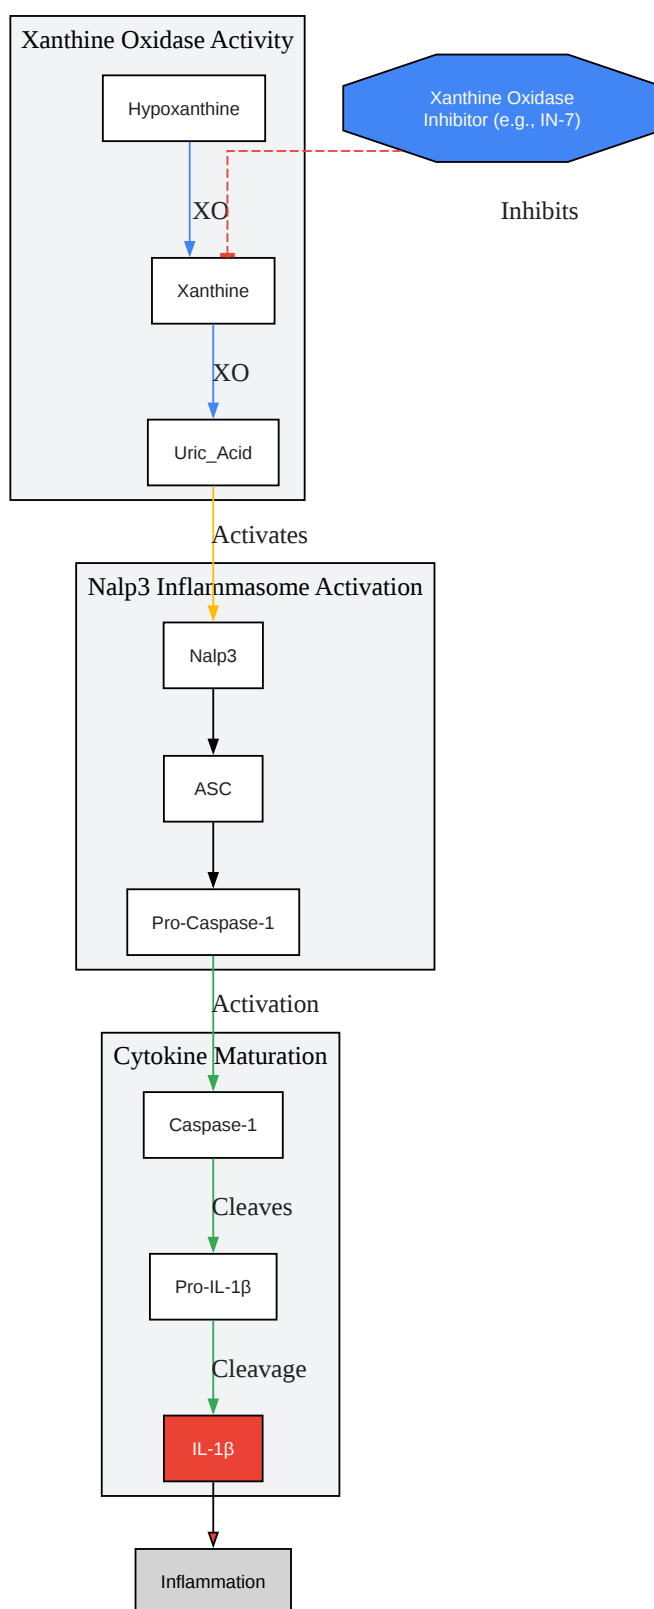 Xanthine Oxidase Activity
Hypoxanthine
Xanthine Oxidase
Inhibitor (e.g., IN-7)
XO
Inhibits
Xanthine
XO
Uric_Acid
Activates
Nalp3 Inflammasome Activation
Nalp3
ASC
Pro-Caspase-1
Activation
Cytokine Maturation
Caspase-1
Cleaves
Pro-IL-1β
Cleavage
IL-1β
Inflammation